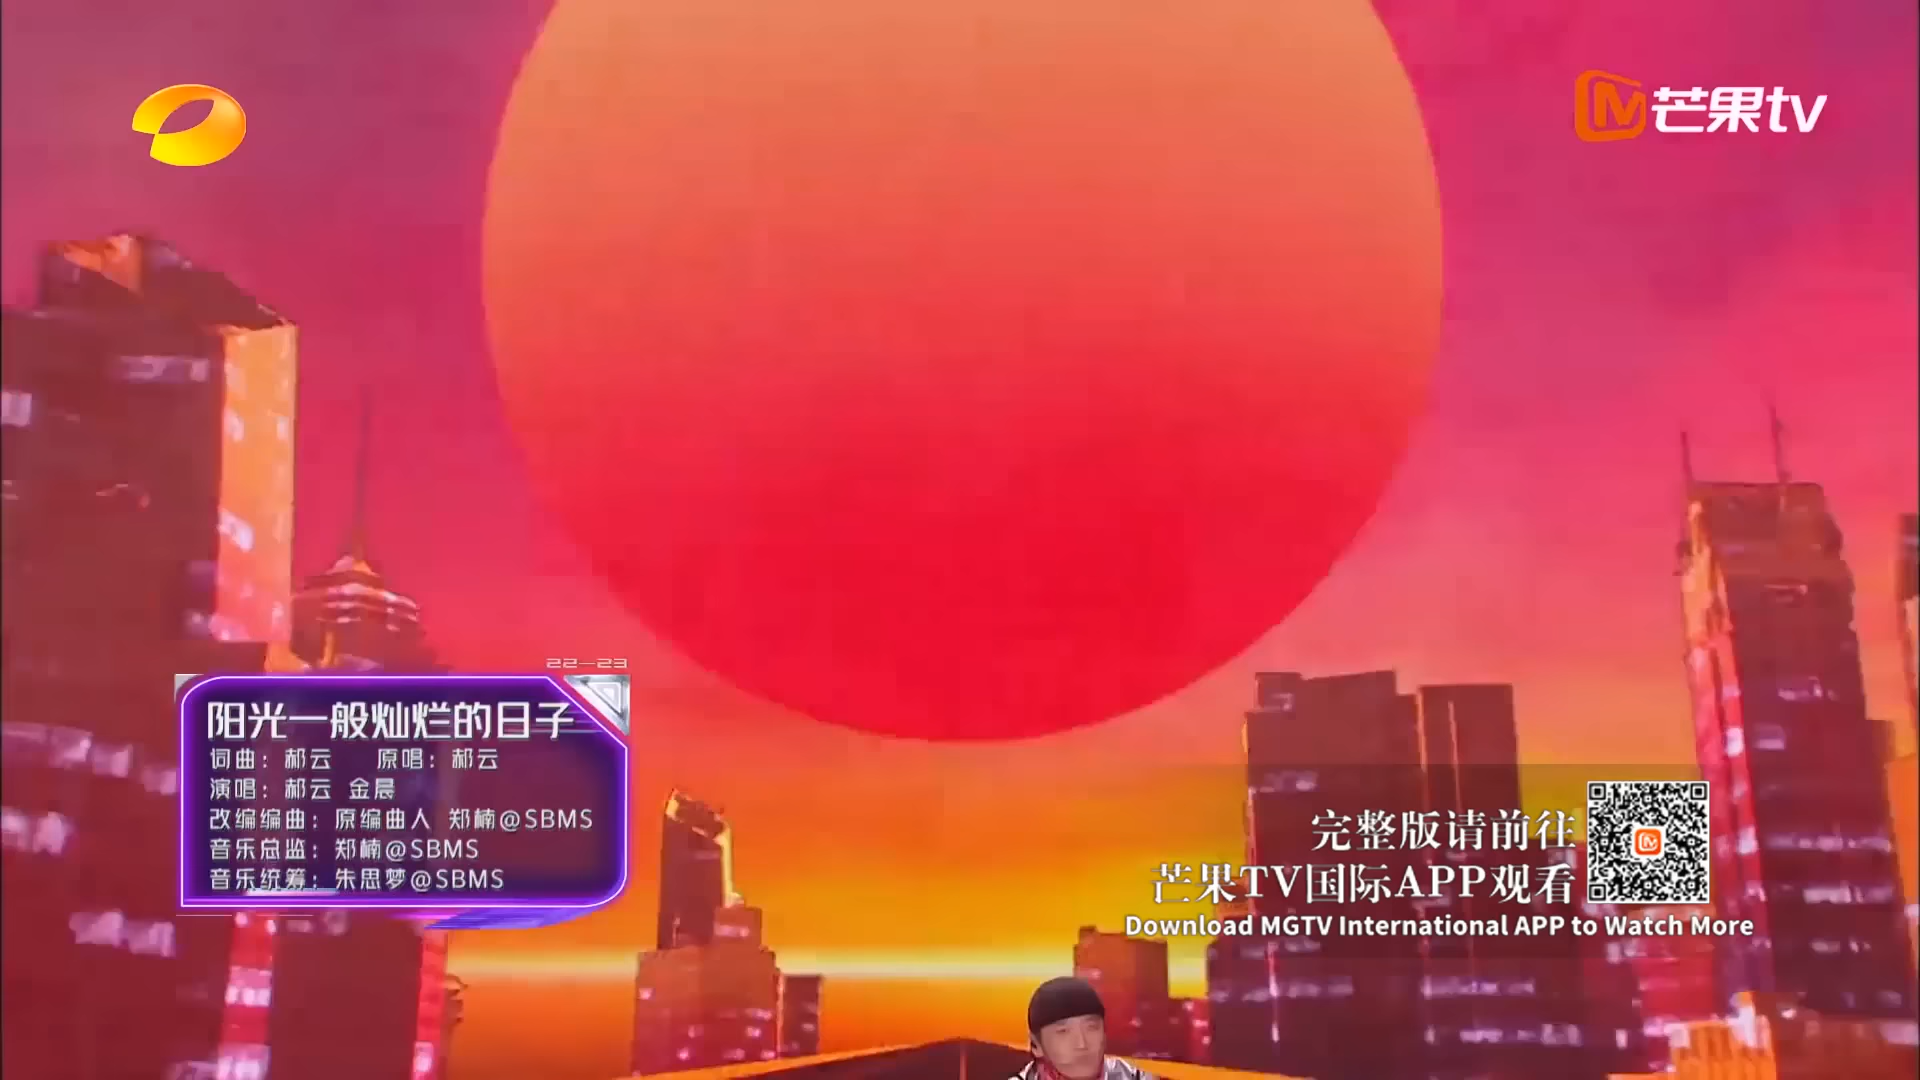 芒果tv
22—23
阳光一般灿烂的日子
词曲：郝云 原唱：郝云
演唱：郝云 金晨
改编编曲：原编曲人 郑楠@SBMS
音乐总监：郑楠@SBMS
音乐统筹：朱思梦@SBMS
完整版请前往
芒果TV国际APP观看
Download MGTV International APP to Watch More